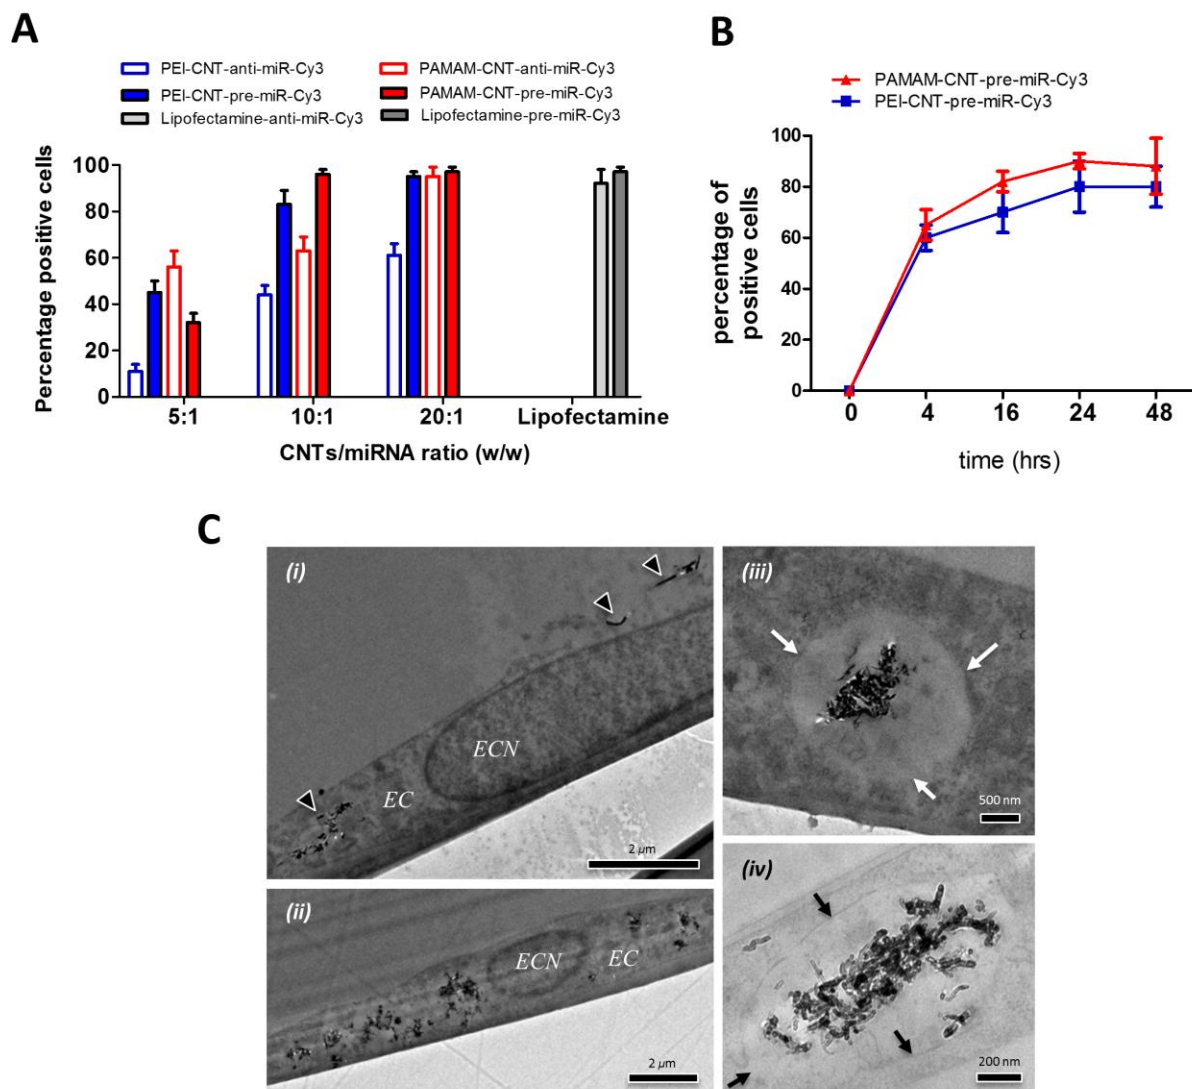 A
PEI-CNT-anti-miR-Cy3
PAMAM-CNT-anti-miR-Cy3
PEI-CNT-pre-miR-Cy3
PAMAM-CNT-pre-miR-Cy3
Lipofectamine-anti-miR-Cy3
Lipofectamine-pre-miR-Cy3
Percentage positive cells
100
80
60
40
20
0
5:1
10:1
20:1
Lipofectamine
CNTs/miRNA ratio (w/w)
B
PAMAM-CNT-pre-miR-Cy3
PEI-CNT-pre-miR-Cy3
percentage of
positive cells
100
80
60
40
20
0
0
4
16
24
48
time (hrs)
C
(i)
ECN
EC
2 µm
(ii)
ECN
EC
2 µm
(iii)
500 nm
(iv)
200 nm